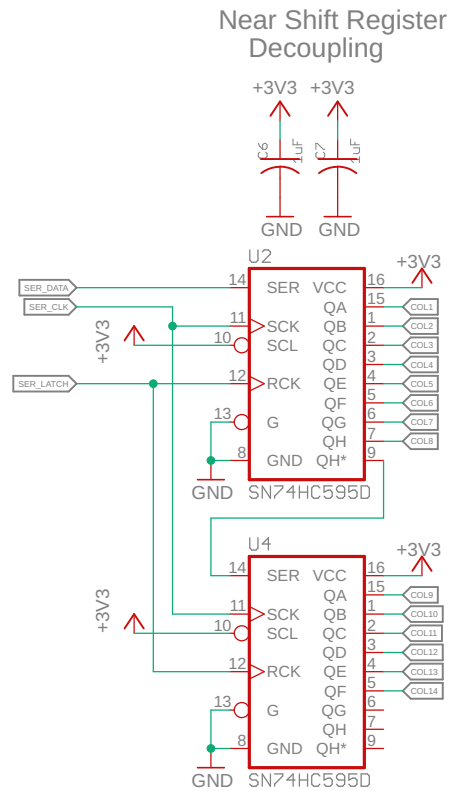 Near Shift Register
Decoupling
+3V3 +3V3
C6 1uF C7 1uF
GND GND
U2
+3V3
SER_DATA 14 SER VCC 16
SER_CLK QA 15 COL1
11 SCK QB 1 COL2
+3V3 10 SCL QC 2 COL3
QD 3 COL4
SER_LATCH 12 RCK QE 4 COL5
QF 5 COL6
13 G QG 6 COL7
QH 7 COL8
8 GND QH* 9
GND SN74HC595D
U4
+3V3
14 SER VCC 16
QA 15 COL9
11 SCK QB 1 COL10
+3V3 10 SCL QC 2 COL11
QD 3 COL12
12 RCK QE 4 COL13
QF 5 COL14
13 G QG 6
QH 7
8 GND QH* 9
GND SN74HC595D